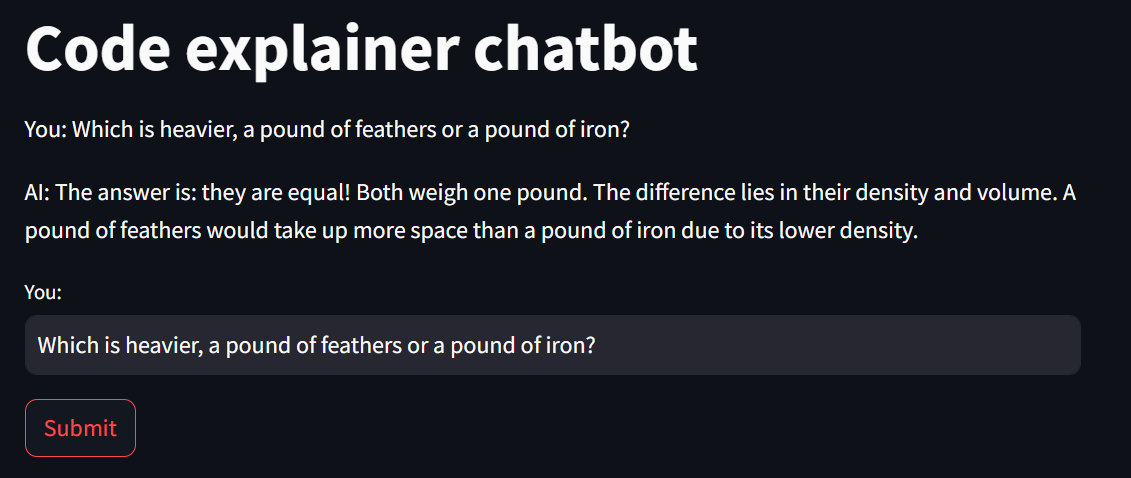 Code explainer chatbot
You: Which is heavier, a pound of feathers or a pound of iron?
AI: The answer is: they are equal! Both weigh one pound. The difference lies in their density and volume. A
pound of feathers would take up more space than a pound of iron due to its lower density.
You:
Which is heavier, a pound of feathers or a pound of iron?
Submit